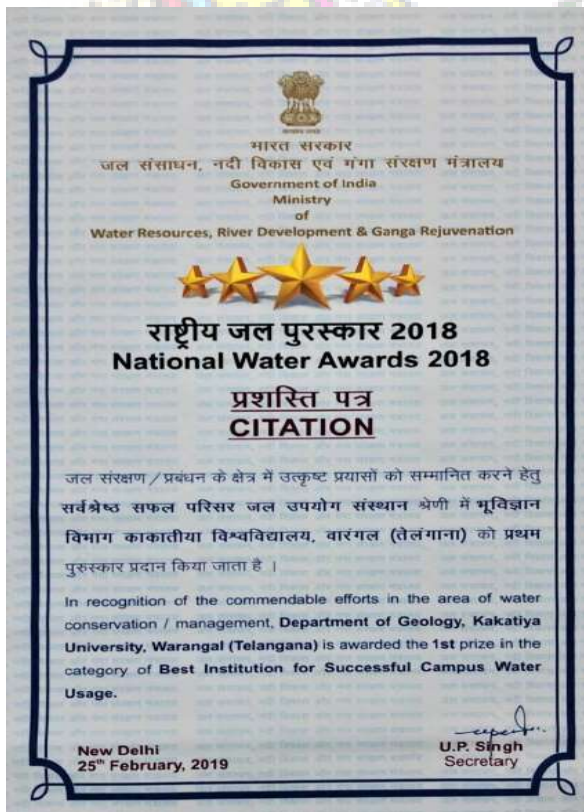 भारत सरकार
जल संसाधन, नदी विकास एवं गंगा संरक्षण मंत्रालय
Government of India
Ministry
of
Water Resources, River Development & Ganga Rejuvenation
राष्ट्रीय जल पुरस्कार 2018
National Water Awards 2018
प्रशस्ति पत्र
CITATION
जल संरक्षण / प्रबंधन के क्षेत्र में उत्कृष्ट प्रयासों को सम्मानित करने हेतु
सर्वश्रेष्ठ सफल परिसर जल उपयोग संस्थान श्रेणी में भूविज्ञान
विभाग काकातीया विश्वविद्यालय, वारंगल (तेलंगाना) को प्रथम
पुरुस्कार प्रदान किया जाता है ।
In recognition of the commendable efforts in the area of water
conservation / management, Department of Geology, Kakatiya
University, Warangal (Telangana) is awarded the 1st prize in the
category of Best Institution for Successful Campus Water
Usage.
New Delhi
25th February, 2019
U.P. Singh
Secretary